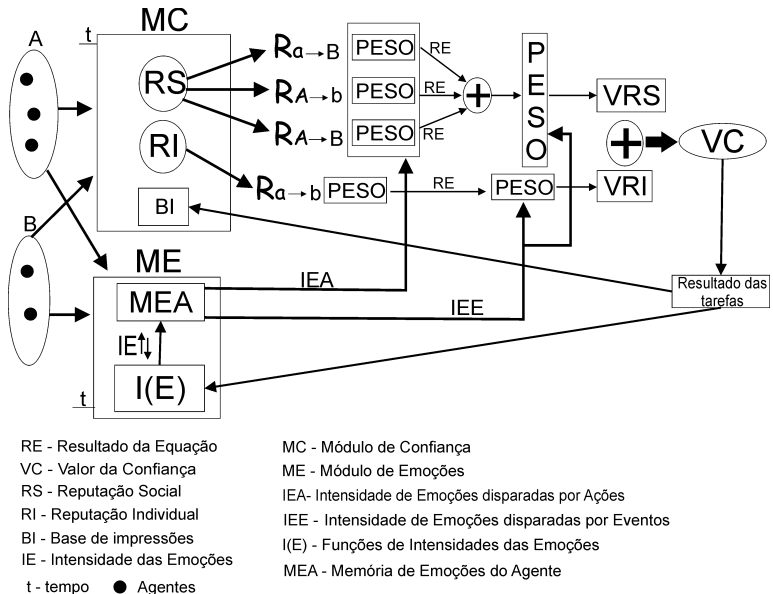 A
t
MC
RS
Ra→B
PESO
RE
RA→b
PESO
RE
RA→B
PESO
RE
+
PESO
VRS
RI
Ra→b
PESO
RE
PESO
VRI
+
VC
BI
B
ME
MEA
IEA
IEE
IE
I(E)
t
Resultado das
tarefas
RE - Resultado da Equação
VC - Valor da Confiança
RS - Reputação Social
RI - Reputação Individual
BI - Base de impressões
IE - Intensidade das Emoções
t - tempo
Agentes
MC - Módulo de Confiança
ME - Módulo de Emoções
IEA- Intensidade de Emoções disparadas por Ações
IEE - Intensidade de Emoções disparadas por Eventos
I(E) - Funções de Intensidades das Emoções
MEA - Memória de Emoções do Agente